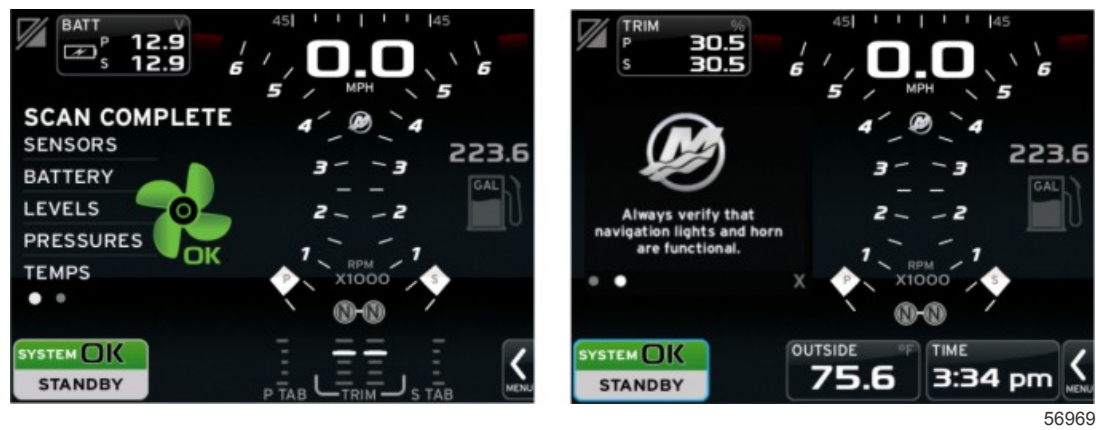 BATT V
P 12.9
S 12.9
45 45
0.0
MPH
6 6
5 5
4 4
3 3
2 2
1 1
RPM
X1000
P S
N N
SCAN COMPLETE
SENSORS
BATTERY
LEVELS
PRESSURES
TEMPS
OK
223.6
GAL
SYSTEM OK
STANDBY
P TAB TRIM S TAB
MENU
TRIM %
P 30.5
S 30.5
45 45
0.0
MPH
6 6
5 5
4 4
3 3
2 2
1 1
RPM
X1000
P S
N N
Always verify that
navigation lights and horn
are functional.
X
223.6
GAL
SYSTEM OK
STANDBY
OUTSIDE °F
75.6
TIME
3:34 pm
MENU
56969